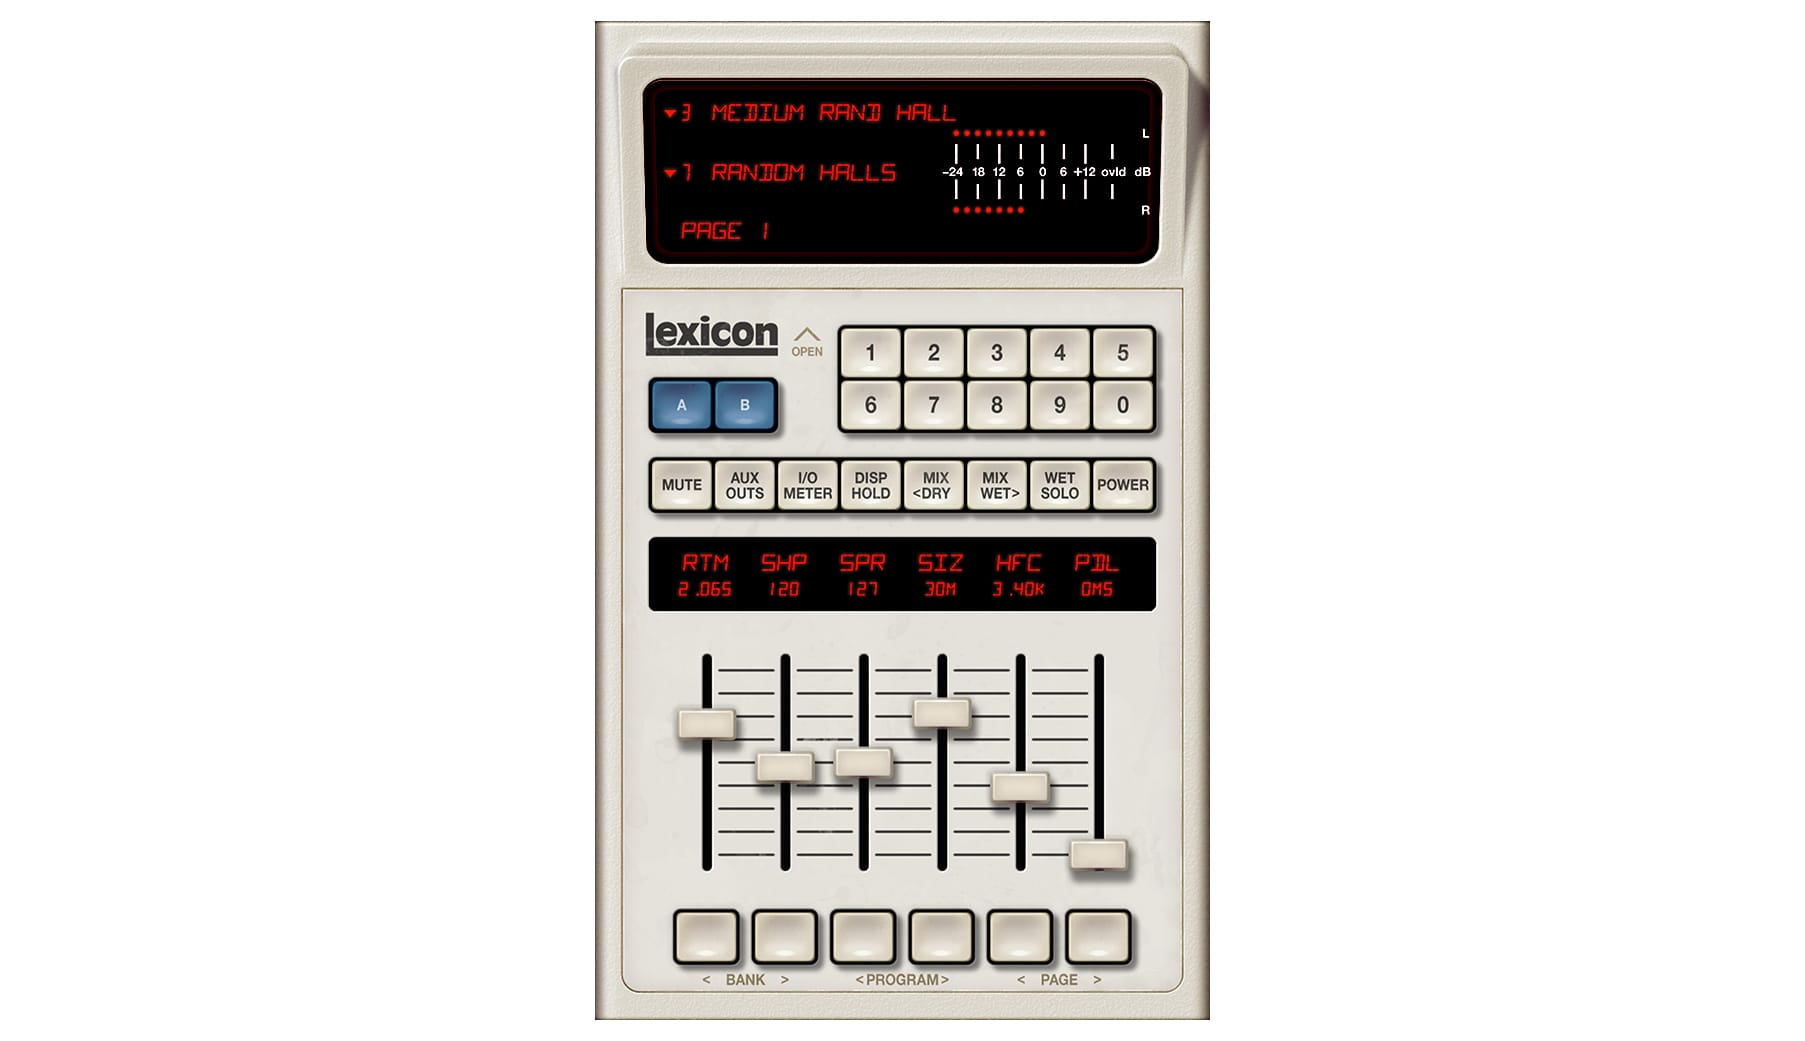 3 MEDIUM RAND HALL
L
7 RANDOM HALLS
-24 18 12 6 0 6 +12 ovld dB
R
PAGE 1
lexicon
OPEN
1 2 3 4 5
A B
6 7 8 9 0
MUTE
AUX
OUTS
I/O
METER
DISP
HOLD
MIX
<DRY
MIX
WET>
WET
SOLO
POWER
RTM SHP SPR SIZ HFC PDL
2.06S 120 127 30M 3.40K 0MS
< BANK > <PROGRAM> < PAGE >